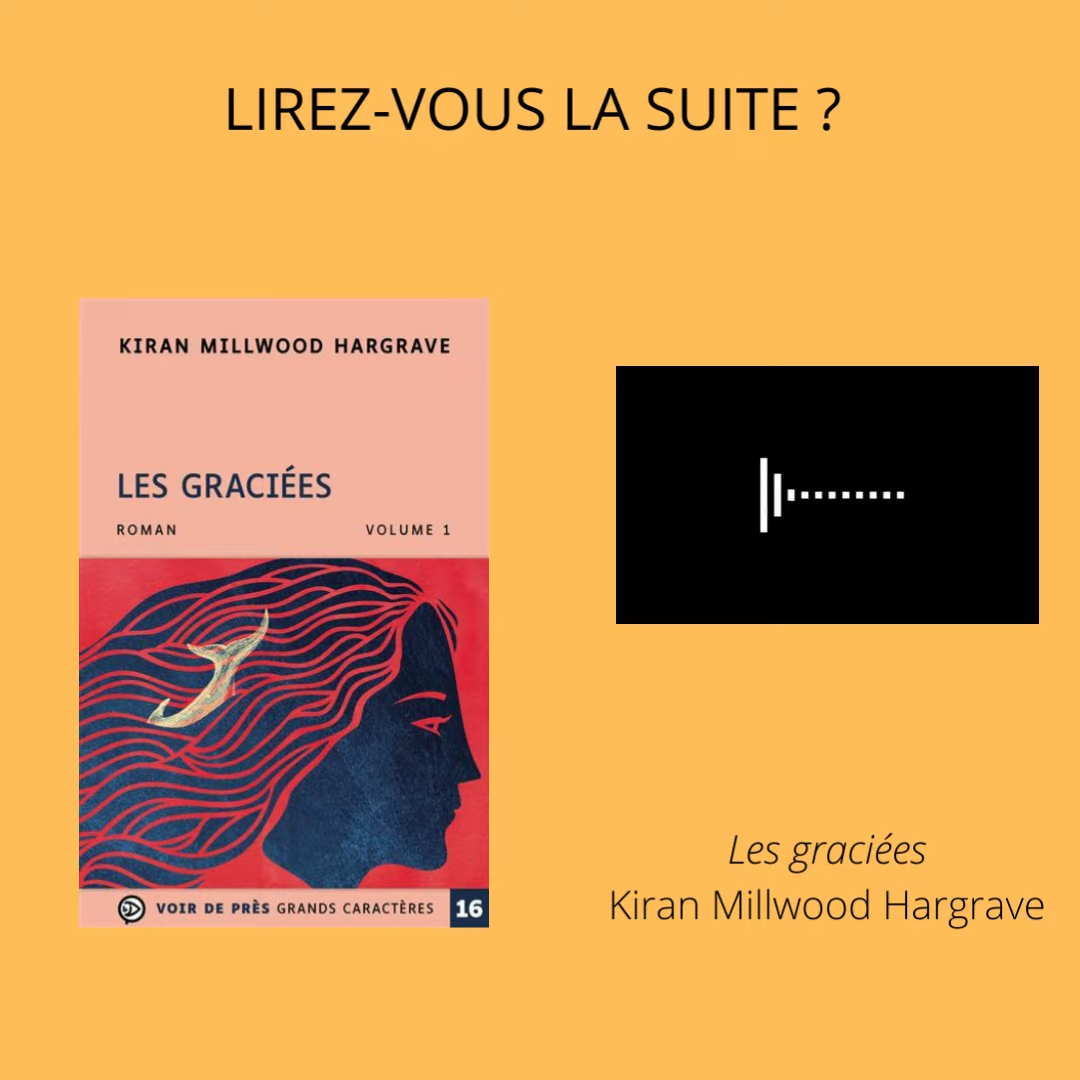 LIREZ-VOUS LA SUITE ?
KIRAN MILLWOOD HARGRAVE
LES GRACIÉES
ROMAN VOLUME 1
VOIR DE PRÈS GRANDS CARACTÈRES 16
Les graciées
Kiran Millwood Hargrave